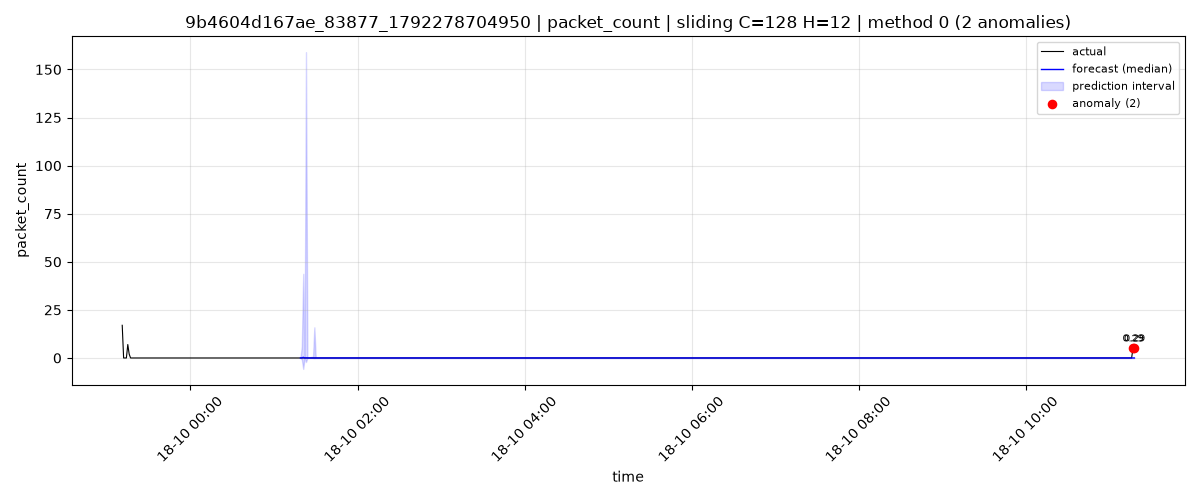 9b4604d167ae_83877_1792278704950 | packet_count | sliding C=128 H=12 | method 0 (2 anomalies)
actual
forecast (median)
prediction interval
anomaly (2)
150
125
100
75
50
25
0
packet_count
0.29
18-10 00:00
18-10 02:00
18-10 04:00
18-10 06:00
18-10 08:00
18-10 10:00
time